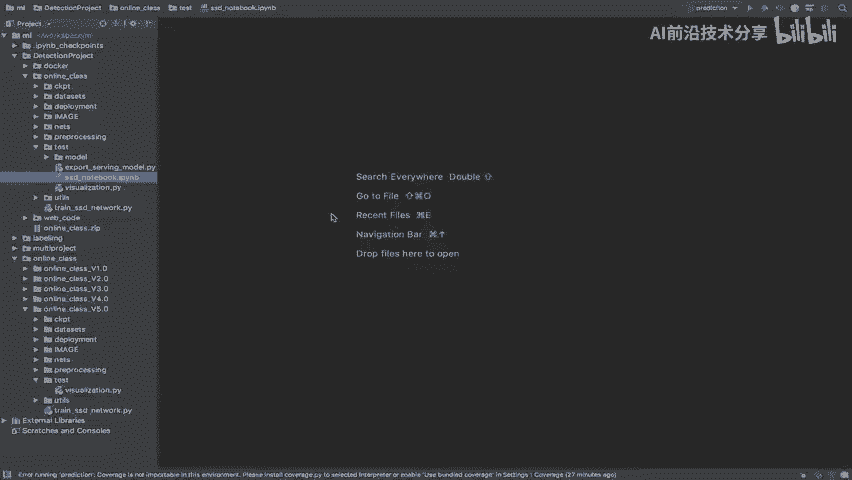 ml DetectionProject online_class test ssd_notebook.ipynb prediction
AI前沿技术分享 bilibili
Project
ml
.ipynb_checkpoints
DetectionProject
docker
online_class
ckpt
datasets
deployment
IMAGE
nets
preprocessing
test
model
export_serving_model.py
ssd_notebook.ipynb
visualization.py
utils
train_ssd_network.py
web_code
online_class.zip
labelImg
multiproject
online_class
online_class_V1.0
online_class_V2.0
online_class_V3.0
online_class_V4.0
online_class_V5.0
ckpt
datasets
deployment
IMAGE
nets
preprocessing
test
visualization.py
utils
train_ssd_network.py
External Libraries
Scratches and Consoles
Search Everywhere Double ⇧
Go to File ⇧⌘O
Recent Files ⌘E
Navigation Bar ⌘↑
Drop files here to open
Error running 'prediction': Coverage is not importable in this environment. Please install coverage.py to selected interpreter or enable 'Use bundled coverage' in Settings | Coverage (27 minutes ago)